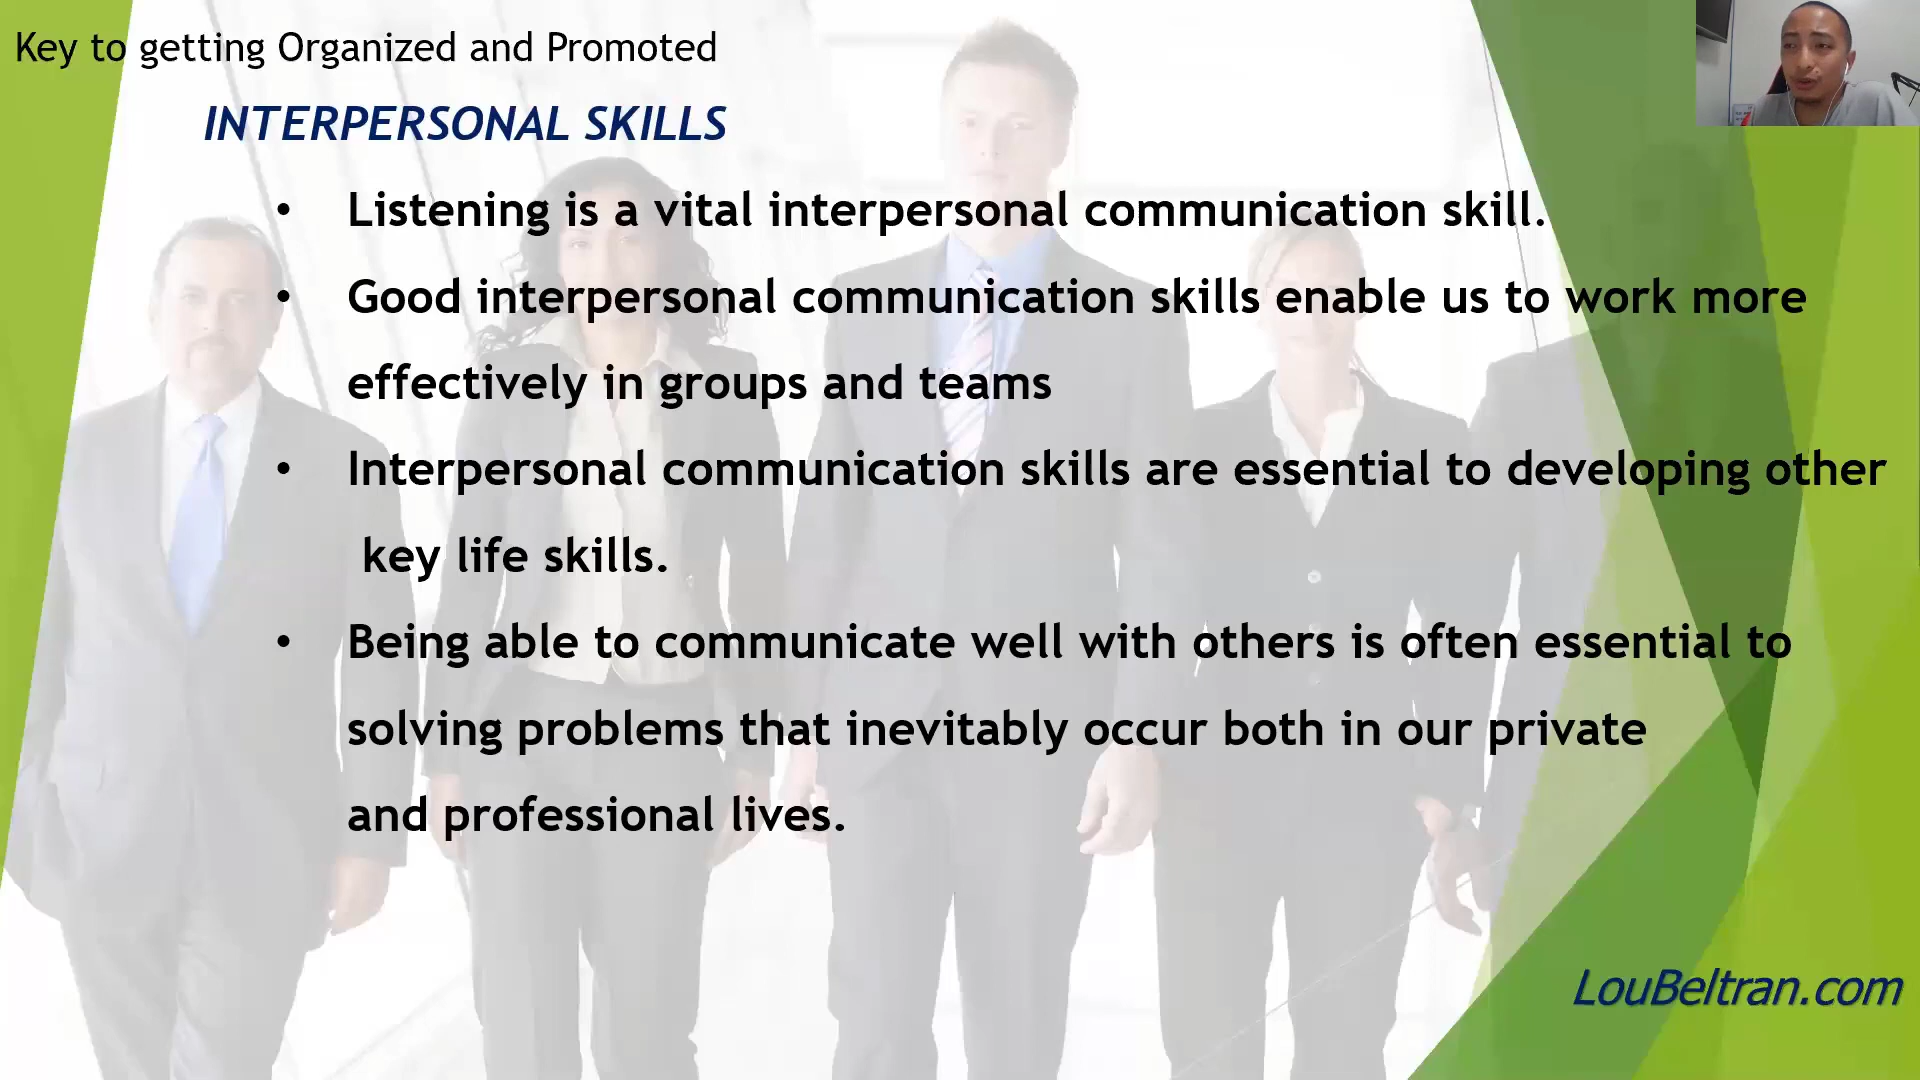 Key to getting Organized and Promoted
INTERPERSONAL SKILLS
• Listening is a vital interpersonal communication skill.
• Good interpersonal communication skills enable us to work more
effectively in groups and teams
• Interpersonal communication skills are essential to developing other
key life skills.
• Being able to communicate well with others is often essential to
solving problems that inevitably occur both in our private
and professional lives.
LouBeltran.com